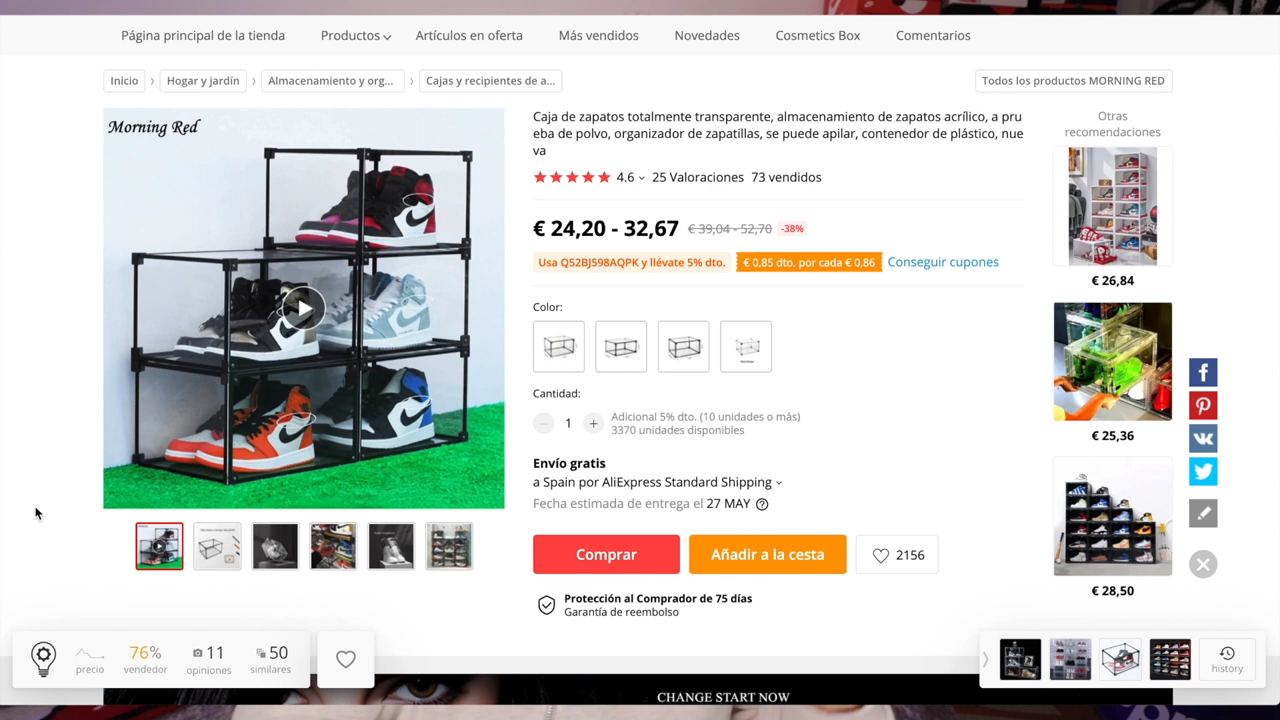 Página principal de la tienda
Productos
Artículos en oferta
Más vendidos
Novedades
Cosmetics Box
Comentarios
Inicio
Hogar y jardín
Almacenamiento y org...
Cajas y recipientes de a...
Todos los productos MORNING RED
Morning Red
Caja de zapatos totalmente transparente, almacenamiento de zapatos acrílico, a pru
eba de polvo, organizador de zapatillas, se puede apilar, contenedor de plástico, nue
va
4.6
25 Valoraciones
73 vendidos
€ 24,20 - 32,67
€ 39,04 - 52,70
-38%
Usa Q52BJ598AQPK y llévate 5% dto.
€ 0,85 dto. por cada € 0,86
Conseguir cupones
Color:
Cantidad:
1
Adicional 5% dto. (10 unidades o más)
3370 unidades disponibles
Envío gratis
a Spain por AliExpress Standard Shipping
Fecha estimada de entrega el 27 MAY
Comprar
Añadir a la cesta
2156
Protección al Comprador de 75 días
Garantía de reembolso
Otras
recomendaciones
€ 26,84
€ 25,36
€ 28,50
precio
76%
vendedor
11
opiniones
50
similares
history
CHANGE START NOW